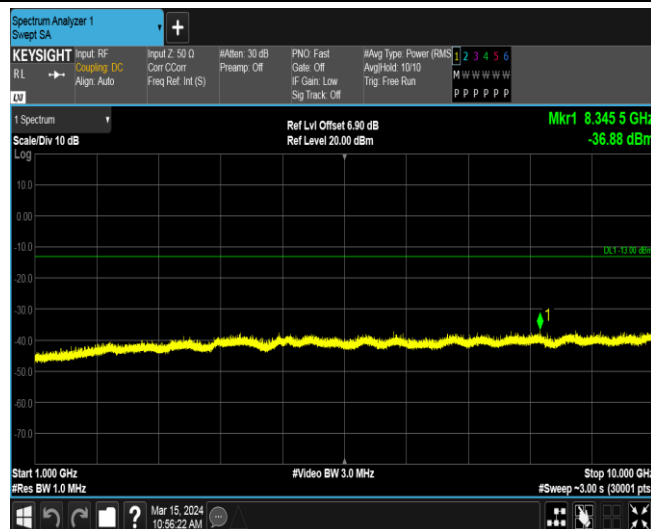 Spectrum Analyzer 1
Swept SA
+
KEYSIGHT
RL
LXI
Input: RF
Coupling: DC
Align: Auto
Input Z: 50 Ω
Corr CCorr
Freq Ref: Int (S)
#Atten: 30 dB
Preamp: Off
PNO: Fast
Gate: Off
IF Gain: Low
Sig Track: Off
#Avg Type: Power (RMS
Avg|Hold: 10/10
Trig: Free Run
1 2 3 4 5 6
M W W W W W
P P P P P P
1 Spectrum
Scale/Div 10 dB
Log
Ref Lvl Offset 6.90 dB
Ref Level 20.00 dBm
Mkr1 8.345 5 GHz
-36.88 dBm
10.0
0.00
-10.0
DL1 -13.00 dBm
-20.0
-30.0
1
-40.0
-50.0
-60.0
-70.0
Start 1.000 GHz
#Video BW 3.0 MHz
Stop 10.000 GHz
#Res BW 1.0 MHz
#Sweep ~3.00 s (30001 pts)
?
Mar 15, 2024
10:56:22 AM